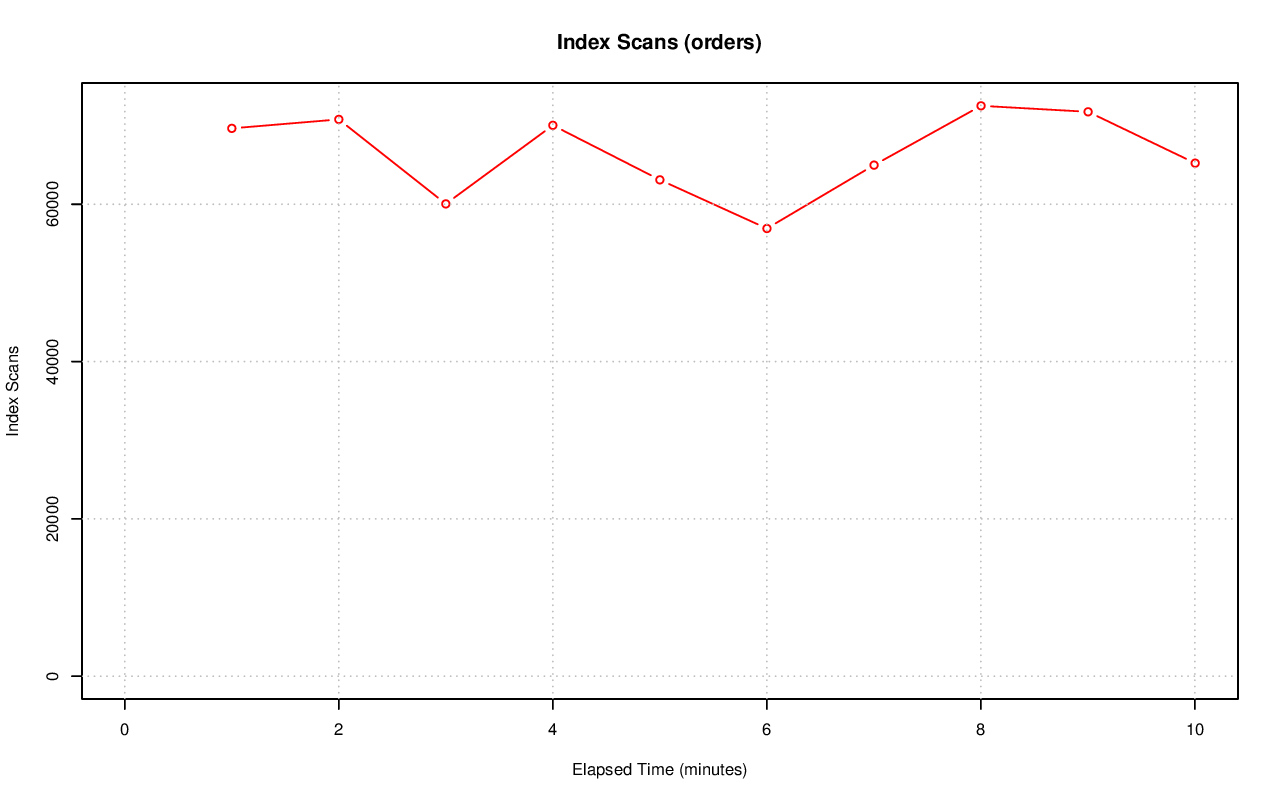 Index Scans (orders)
Index Scans
60000
40000
20000
0
0 2 4 6 8 10
Elapsed Time (minutes)